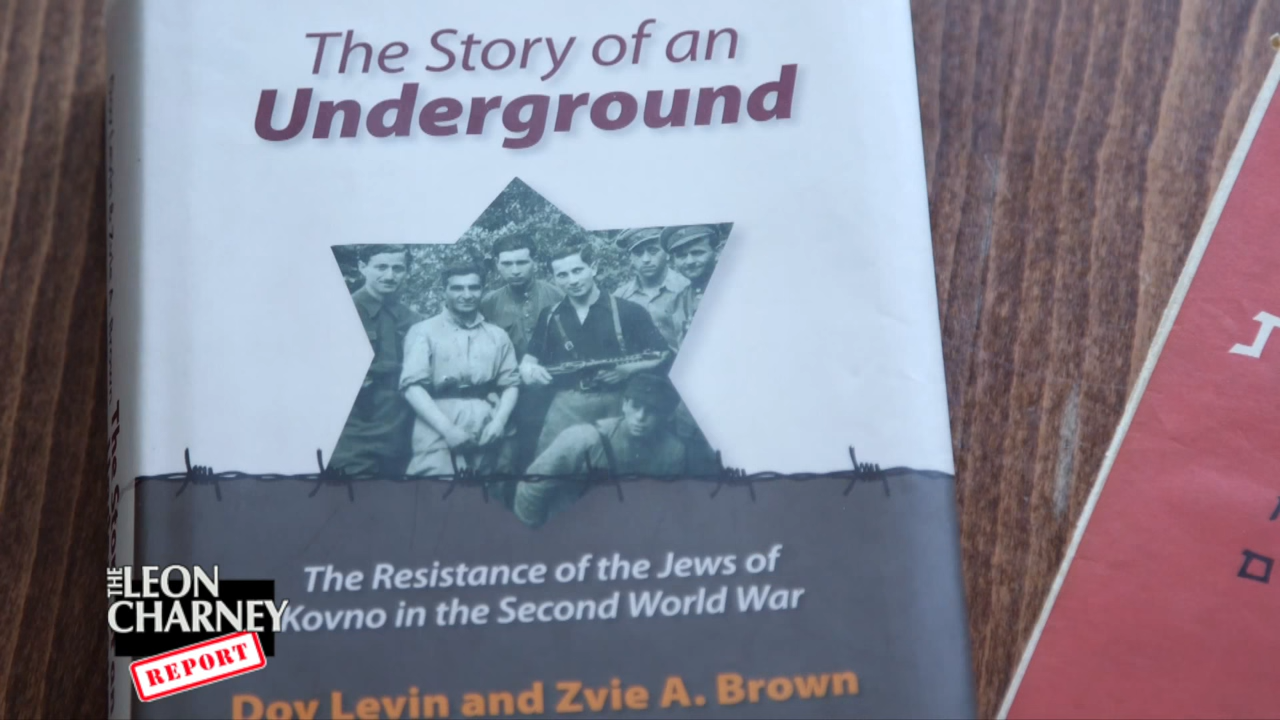 The Story of an
Underground
The Resistance of the Jews of
Kovno in the Second World War
Dov Levin and Zvie A. Brown
THE LEON
CHARNEY
REPORT
ת
ם